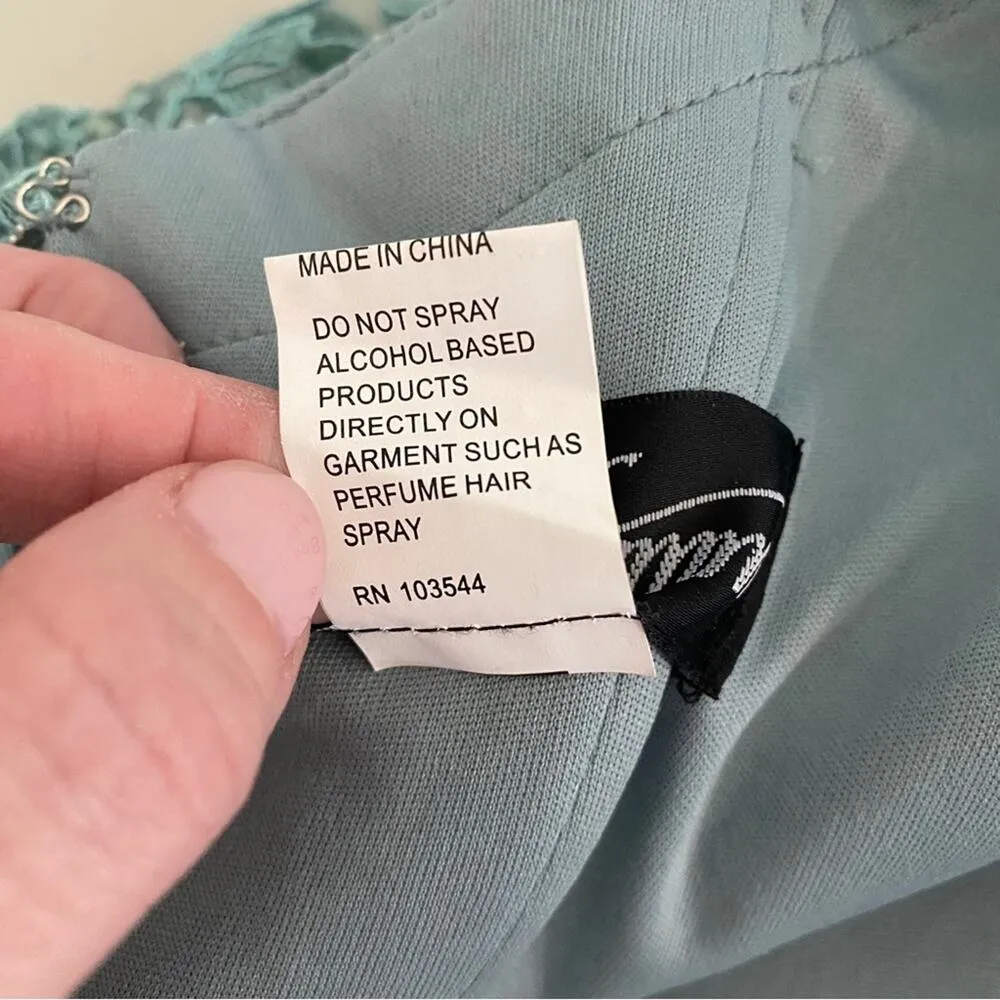 MADE IN CHINA
DO NOT SPRAY
ALCOHOL BASED
PRODUCTS
DIRECTLY ON
GARMENT SUCH AS
PERFUME HAIR
SPRAY
RN 103544